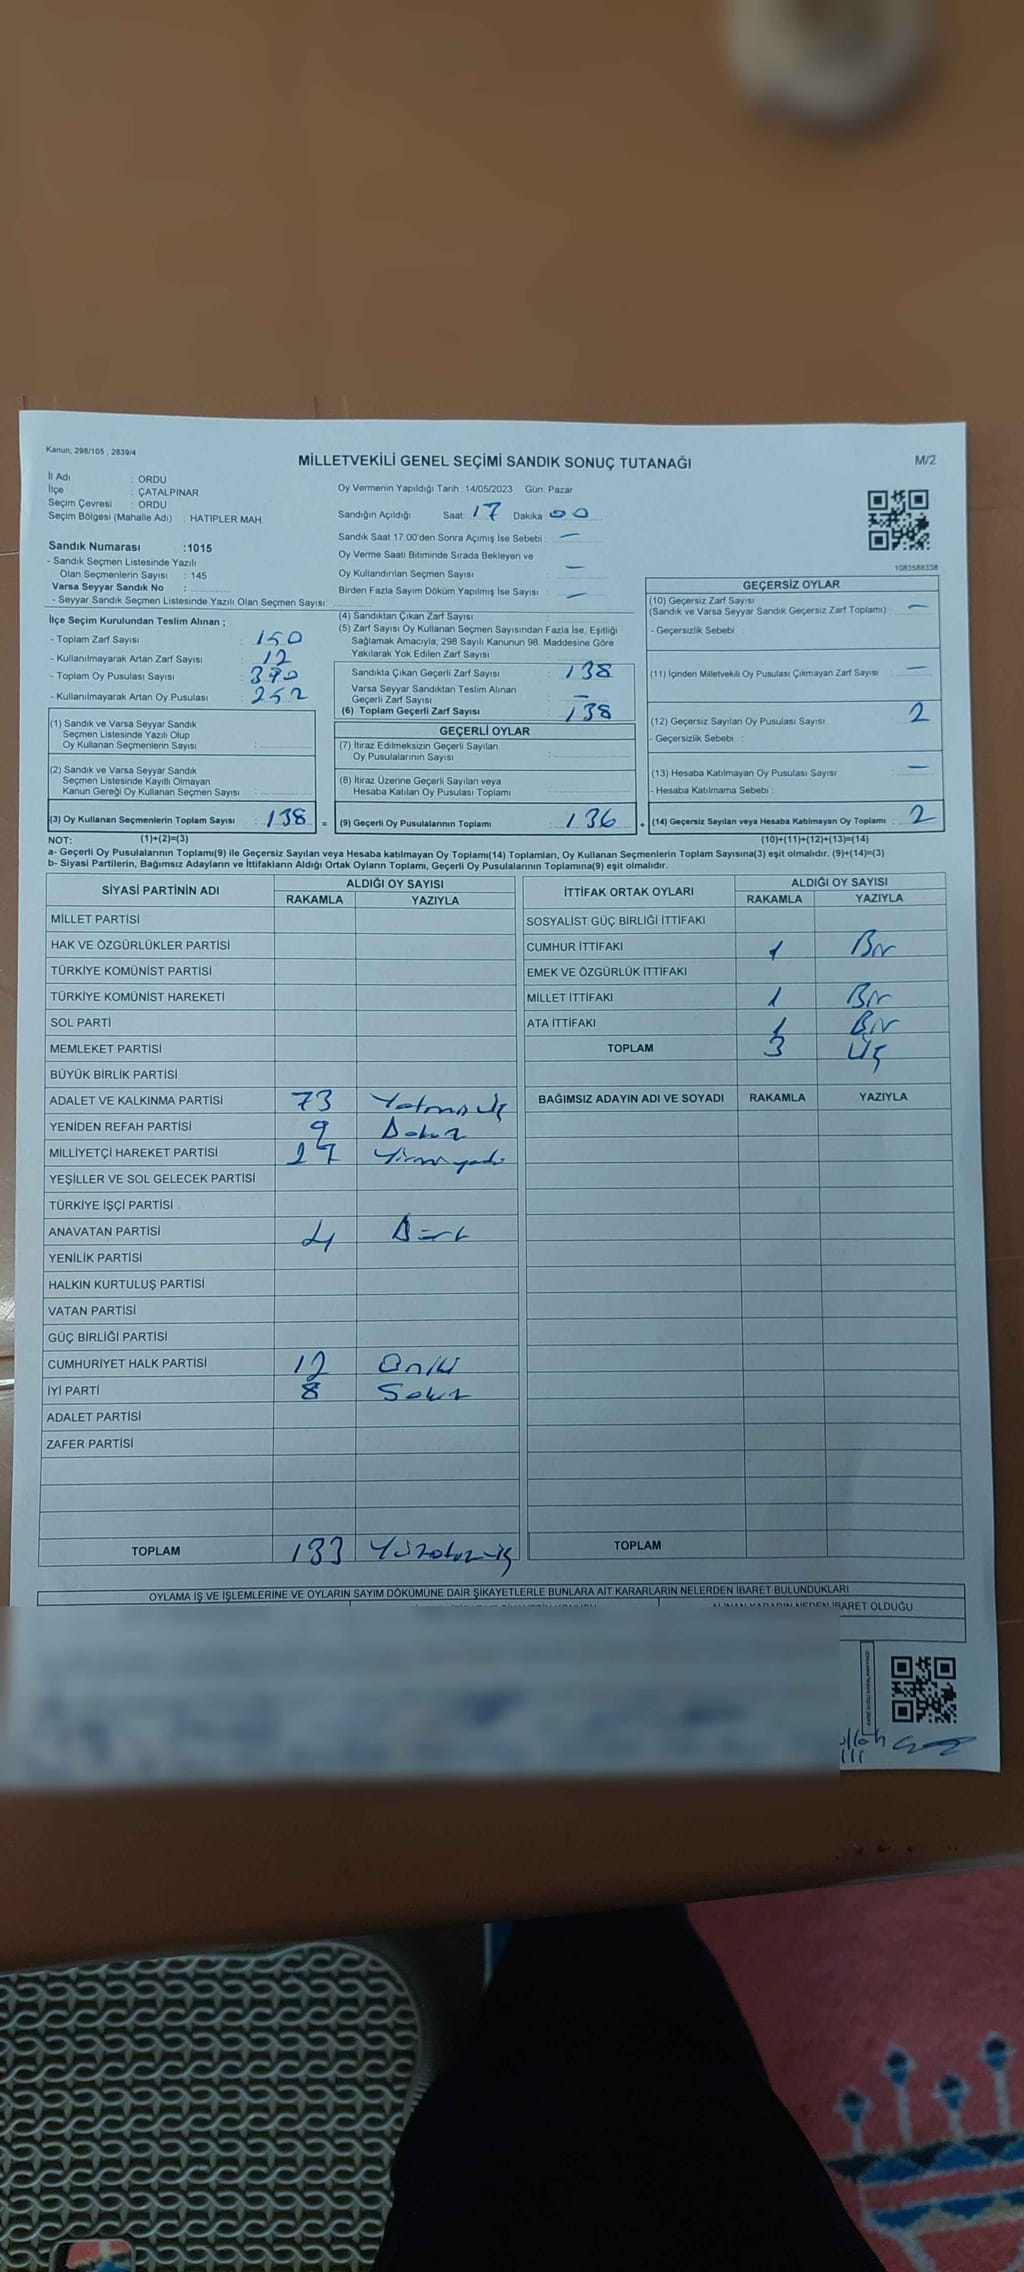 Kanun; 298/105 , 2839/4
MİLLETVEKİLİ GENEL SEÇİMİ SANDIK SONUÇ TUTANAĞI
M/2
İl Adı : ORDU
İlçe : ÇATALPINAR
Seçim Çevresi : ORDU
Seçim Bölgesi (Mahalle Adı) : HATİPLER MAH.
Oy Vermenin Yapıldığı Tarih :14/05/2023 Gün: Pazar
Sandığın Açıldığı Saat: 17 Dakika 00
Sandık Saat 17:00'den Sonra Açımış İse Sebebi : —
Oy Verme Saati Bitiminde Sırada Bekleyen ve
Oy Kullandırılan Seçmen Sayısı : —
Birden Fazla Sayım Döküm Yapılmış İse Sayısı : —
1083588338
Sandık Numarası :1015
- Sandık Seçmen Listesinde Yazılı
Olan Seçmenlerin Sayısı : 145
Varsa Seyyar Sandık No :
- Seyyar Sandık Seçmen Listesinde Yazılı Olan Seçmen Sayısı:
İlçe Seçim Kurulundan Teslim Alınan ;
- Toplam Zarf Sayısı : 150
- Kullanılmayarak Artan Zarf Sayısı : 12
- Toplam Oy Pusulası Sayısı : 390
- Kullanılmayarak Artan Oy Pusulası : 252
(1) Sandık ve Varsa Seyyar Sandık
Seçmen Listesinde Yazılı Olup
Oy Kullanan Seçmenlerin Sayısı :
(2) Sandık ve Varsa Seyyar Sandık
Seçmen Listesinde Kayıtlı Olmayan
Kanun Gereği Oy Kullanan Seçmen Sayısı :
(3) Oy Kullanan Seçmenlerin Toplam Sayısı : 138 =
(4) Sandıktan Çıkan Zarf Sayısı :
(5) Zarf Sayısı Oy Kullanan Seçmen Sayısından Fazla İse, Eşitliği
Sağlamak Amacıyla; 298 Sayılı Kanunun 98. Maddesine Göre
Yakılarak Yok Edilen Zarf Sayısı :
Sandıkta Çıkan Geçerli Zarf Sayısı : 138
Varsa Seyyar Sandıktan Teslim Alınan
Geçerli Zarf Sayısı : —
(6) Toplam Geçerli Zarf Sayısı : 138
GEÇERLİ OYLAR
(7) İtiraz Edilmeksizin Geçerli Sayılan
Oy Pusulalarının Sayısı :
(8) İtiraz Üzerine Geçerli Sayılan veya
Hesaba Katılan Oy Pusulası Toplamı :
(9) Geçerli Oy Pusulalarının Toplamı : 136 +
GEÇERSİZ OYLAR
(10) Geçersiz Zarf Sayısı
(Sandık ve Varsa Seyyar Sandık Geçersiz Zarf Toplamı) : —
- Geçersizlik Sebebi :
(11) İçinden Milletvekili Oy Pusulası Çıkmayan Zarf Sayısı : —
(12) Geçersiz Sayılan Oy Pusulası Sayısı : 2
- Geçersizlik Sebebi :
(13) Hesaba Katılmayan Oy Pusulası Sayısı : —
- Hesaba Katılmama Sebebi :
(14) Geçersiz Sayılan veya Hesaba Katılmayan Oy Toplamı : 2
NOT: (1)+(2)=(3) (10)+(11)+(12)+(13)=(14)
a- Geçerli Oy Pusulalarının Toplamı(9) ile Geçersiz Sayılan veya Hesaba katılmayan Oy Toplamı(14) Toplamları, Oy Kullanan Seçmenlerin Toplam Sayısına(3) eşit olmalıdır. (9)+(14)=(3)
b- Siyasi Partilerin, Bağımsız Adayların ve İttifakların Aldığı Ortak Oyların Toplamı, Geçerli Oy Pusulalarının Toplamına(9) eşit olmalıdır.
SİYASİ PARTİNİN ADI ALDIĞI OY SAYISI
RAKAMLA YAZIYLA
MİLLET PARTİSİ
HAK VE ÖZGÜRLÜKLER PARTİSİ
TÜRKİYE KOMÜNİST PARTİSİ
TÜRKİYE KOMÜNİST HAREKETİ
SOL PARTİ
MEMLEKET PARTİSİ
BÜYÜK BİRLİK PARTİSİ
ADALET VE KALKINMA PARTİSİ 73 Yetmiş Üç
YENİDEN REFAH PARTİSİ 9 Dokuz
MİLLİYETÇİ HAREKET PARTİSİ 27 Yirmi yedi
YEŞİLLER VE SOL GELECEK PARTİSİ
TÜRKİYE İŞÇİ PARTİSİ
ANAVATAN PARTİSİ 4 Dört
YENİLİK PARTİSİ
HALKIN KURTULUŞ PARTİSİ
VATAN PARTİSİ
GÜÇ BİRLİĞİ PARTİSİ
CUMHURİYET HALK PARTİSİ 12 Oniki
İYİ PARTİ 8 Sekiz
ADALET PARTİSİ
ZAFER PARTİSİ
TOPLAM 133 Yüzotuzüç
İTTİFAK ORTAK OYLARI ALDIĞI OY SAYISI
RAKAMLA YAZIYLA
SOSYALİST GÜÇ BİRLİĞİ İTTİFAKI
CUMHUR İTTİFAKI 1 Bir
EMEK VE ÖZGÜRLÜK İTTİFAKI
MİLLET İTTİFAKI 1 Bir
ATA İTTİFAKI 1 Bir
TOPLAM 3 Üç
BAĞIMSIZ ADAYIN ADI VE SOYADI RAKAMLA YAZIYLA
TOPLAM
OYLAMA İŞ VE İŞLEMLERİNE VE OYLARIN SAYIM DÖKÜMÜNE DAİR ŞİKAYETLERLE BUNLARA AİT KARARLARIN NELERDEN İBARET BULUNDUKLARI
ALINAN KARARIN NEDEN İBARET OLDUĞU